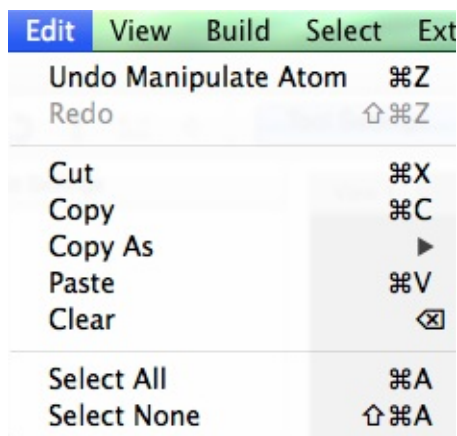 Edit View Build Select Ext
Undo Manipulate Atom ⌘Z
Redo ⇧⌘Z
Cut ⌘X
Copy ⌘C
Copy As ▶
Paste ⌘V
Clear ⌫
Select All ⌘A
Select None ⇧⌘A